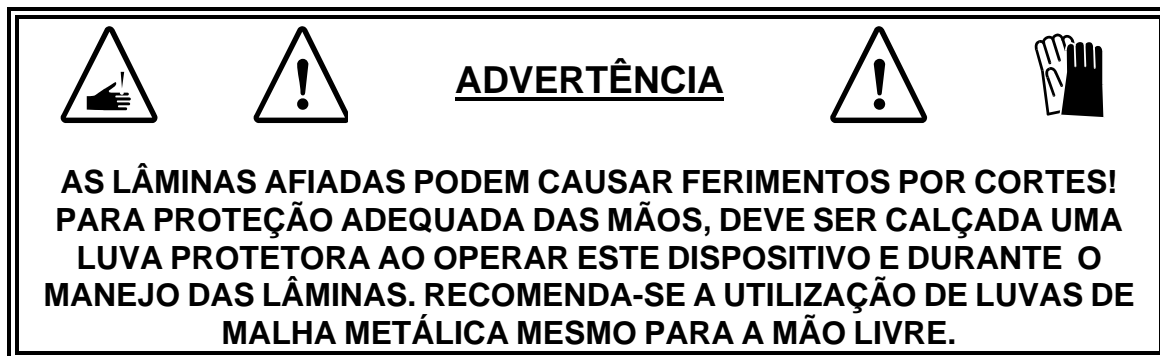 ADVERTÊNCIA
AS LÂMINAS AFIADAS PODEM CAUSAR FERIMENTOS POR CORTES!
PARA PROTEÇÃO ADEQUADA DAS MÃOS, DEVE SER CALÇADA UMA
LUVA PROTETORA AO OPERAR ESTE DISPOSITIVO E DURANTE O
MANEJO DAS LÂMINAS. RECOMENDA-SE A UTILIZAÇÃO DE LUVAS DE
MALHA METÁLICA MESMO PARA A MÃO LIVRE.